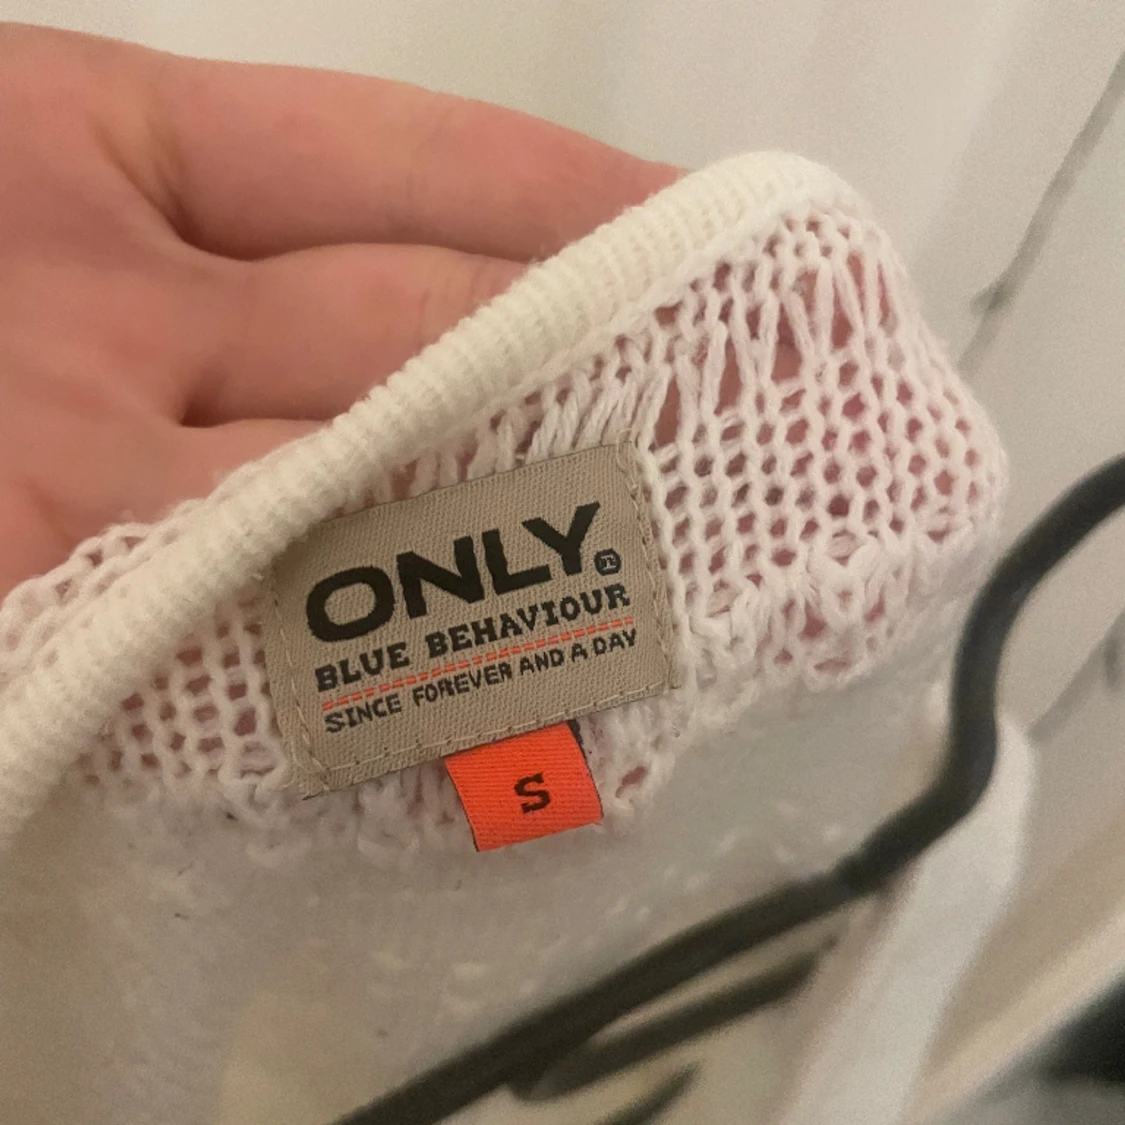 ONLY®
BLUE BEHAVIOUR
SINCE FOREVER AND A DAY
S